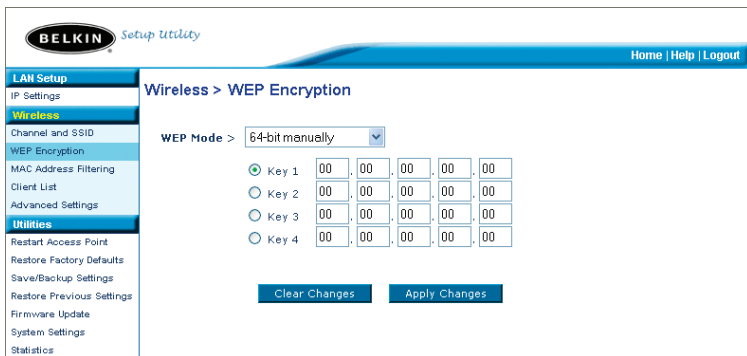 BELKIN Setup Utility
Home | Help | Logout
LAN Setup
IP Settings
Wireless
Channel and SSID
WEP Encryption
MAC Address Filtering
Client List
Advanced Settings
Utilities
Restart Access Point
Restore Factory Defaults
Save/Backup Settings
Restore Previous Settings
Firmware Update
System Settings
Statistics
Wireless > WEP Encryption
WEP Mode > 64-bit manually
Key 1 00 . 00 . 00 . 00 . 00
Key 2 00 . 00 . 00 . 00 . 00
Key 3 00 . 00 . 00 . 00 . 00
Key 4 00 . 00 . 00 . 00 . 00
Clear Changes Apply Changes